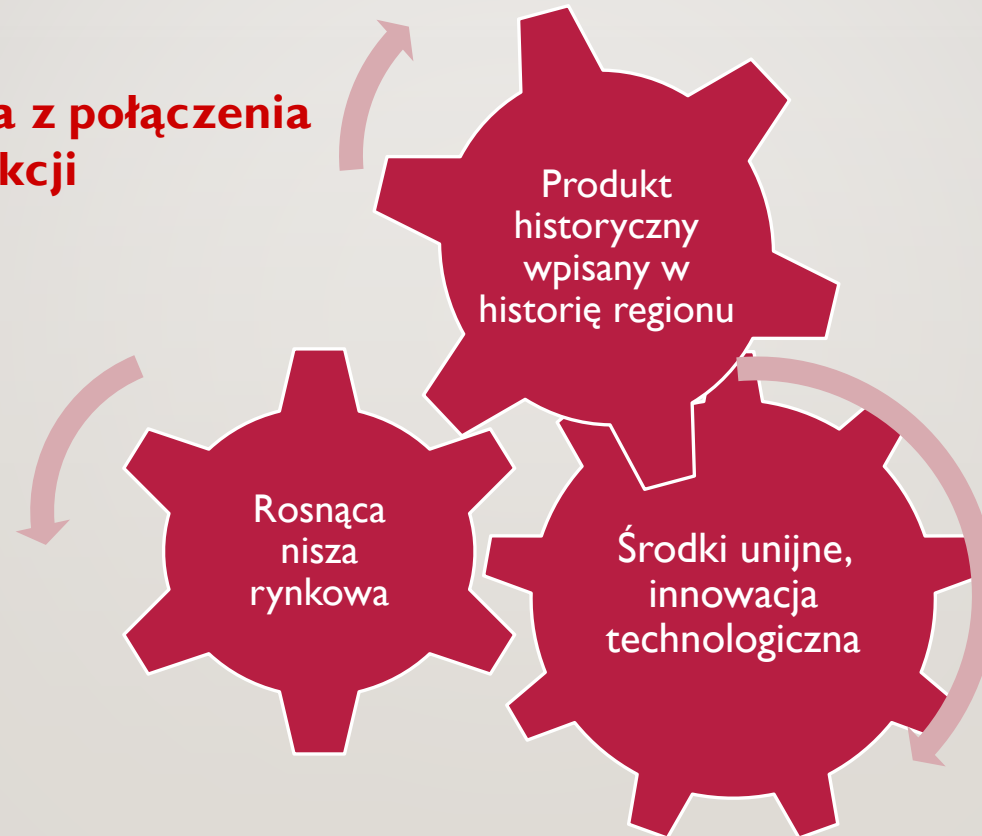 a z połączenia
kcji
Produkt
historyczny
wpisany w
historię regionu
Rosnąca
nisza
rynkowa
Środki unijne,
innowacja
technologiczna